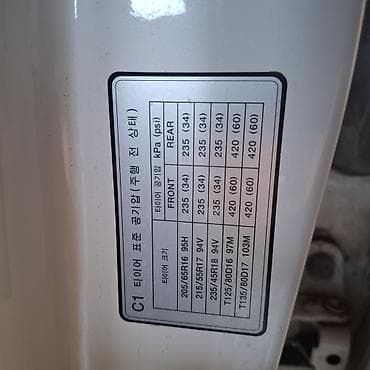 C1 타이어 표준 공기압(주행 전 상태)
타이어 크기 타이어 공기압 kPa (psi)
FRONT REAR
205/65R16 95H 235 (34) 235 (34)
215/55R17 94V 235 (34) 235 (34)
235/45R18 94V 235 (34) 235 (34)
T125/80D16 97M 420 (60) 420 (60)
T135/80D17 103M 420 (60) 420 (60)